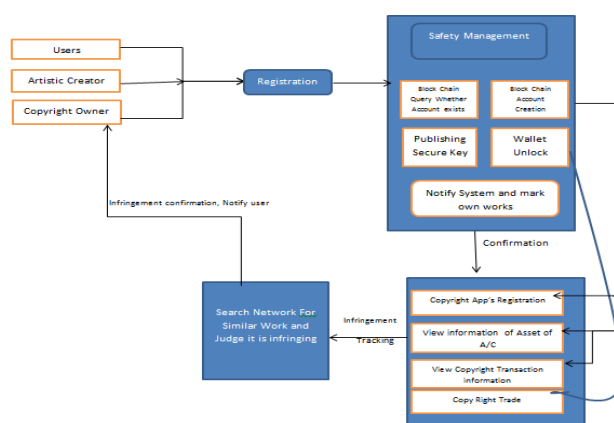 Safety Management
Users
Registration
Artistic Creator
Block Chain
Query Whether
Account exists
Block Chain
Account
Creation
Copyright Owner
Publishing
Secure Key
Wallet
Unlock
Notify System and mark
own works
Infringement confirmation, Notify user
Confirmation
Copyright App's Registration
Search Network For
Similar Work and
Judge it is infringing
Infringement
Tracking
View information of Asset of
A/C
View Copyright Transaction
information
Copy Right Trade